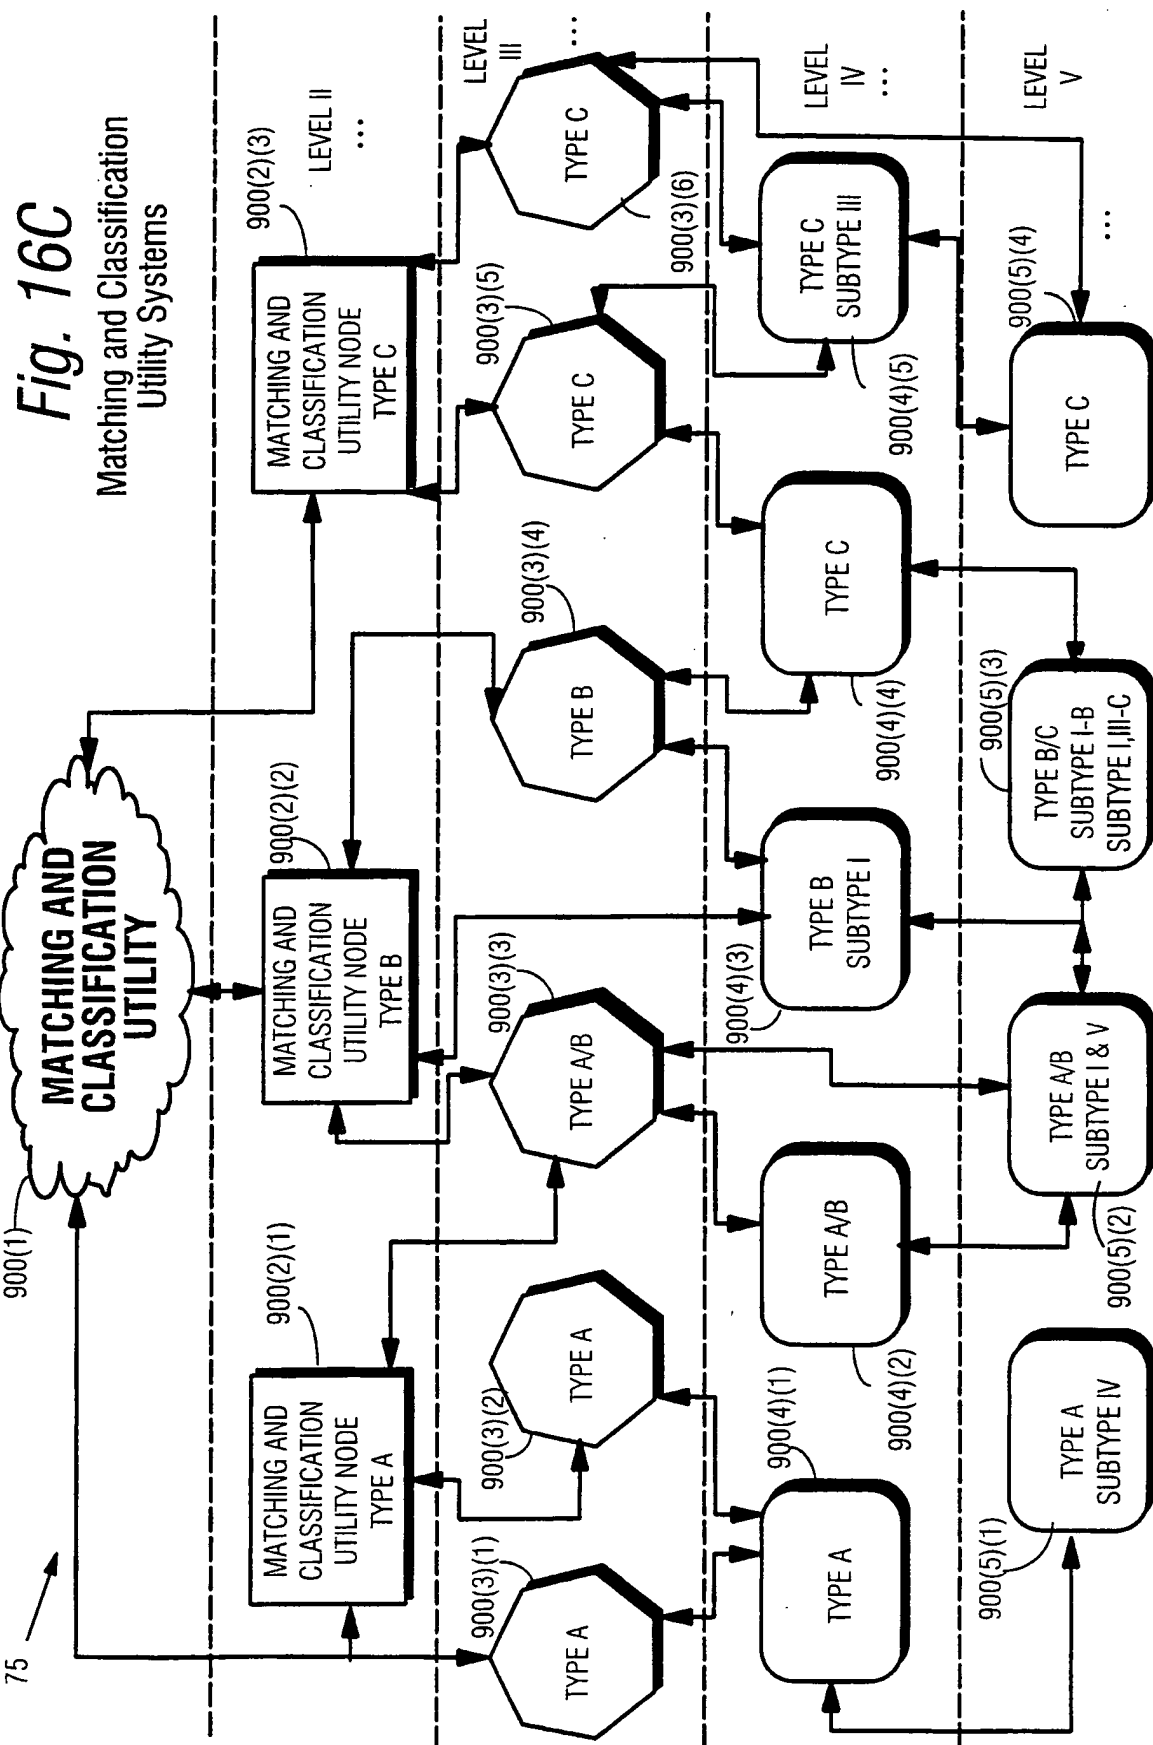 Fig. 16C
Matching and Classification
Utility Systems
75
900(1)
MATCHING AND
CLASSIFICATION
UTILITY
LEVEL II
...
900(2)(1)
MATCHING AND
CLASSIFICATION
UTILITY NODE
TYPE A
900(2)(2)
MATCHING AND
CLASSIFICATION
UTILITY NODE
TYPE B
900(2)(3)
MATCHING AND
CLASSIFICATION
UTILITY NODE
TYPE C
LEVEL
III
...
900(3)(1)
TYPE A
900(3)(2)
TYPE A
900(3)(3)
TYPE A/B
900(3)(4)
TYPE B
900(3)(5)
TYPE C
900(3)(6)
TYPE C
LEVEL
IV
...
900(4)(1)
TYPE A
900(4)(2)
TYPE A/B
900(4)(3)
TYPE B
SUBTYPE I
900(4)(4)
TYPE C
900(4)(5)
TYPE C
SUBTYPE III
LEVEL
V
...
900(5)(1)
TYPE A
SUBTYPE IV
900(5)(2)
TYPE A/B
SUBTYPE I & V
900(5)(3)
TYPE B/C
SUBTYPE I-B
SUBTYPE I,III-C
900(5)(4)
TYPE C